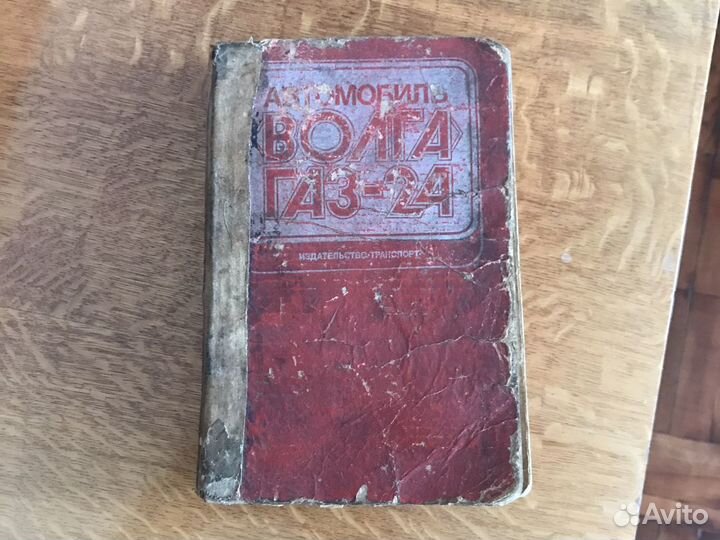 АВТОМОБИЛЬ
«ВОЛГА»
ГАЗ-24
ИЗДАТЕЛЬСТВО·ТРАНСПОРТ·
Avito